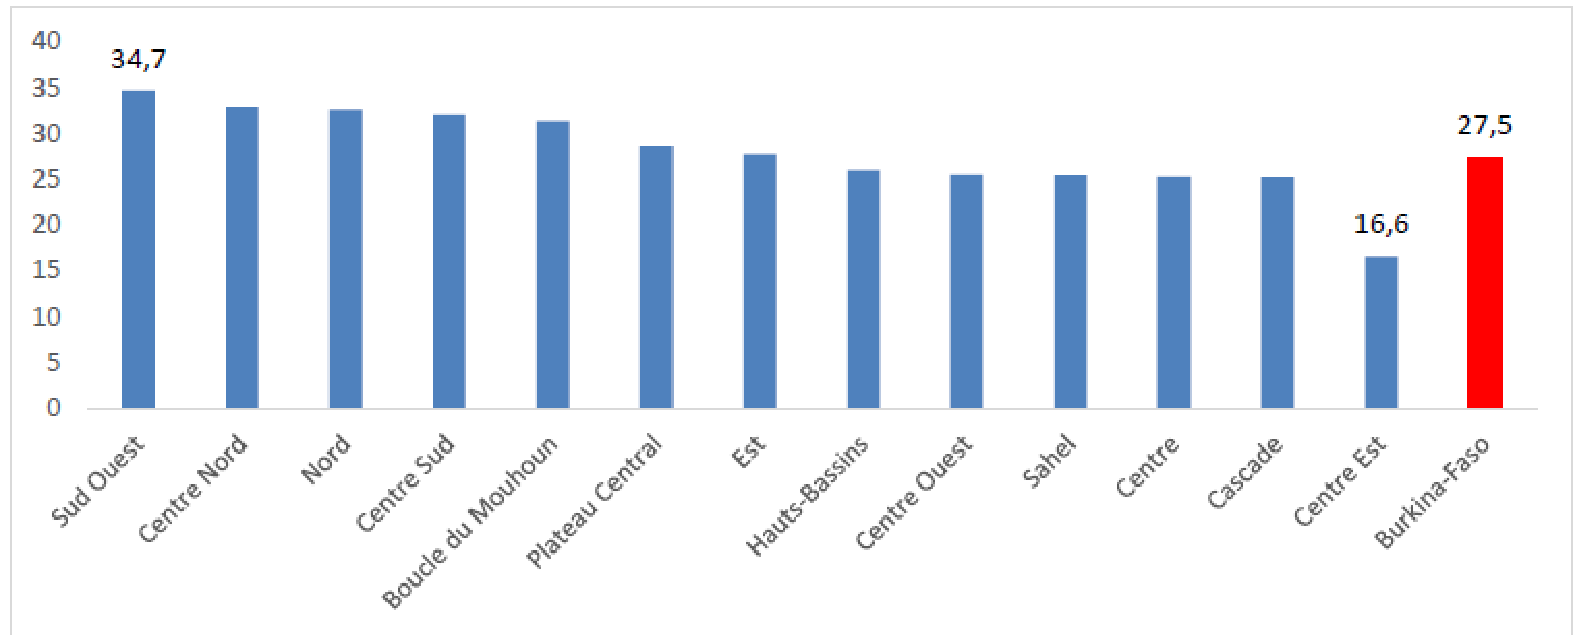 40
35
30
25
20
15
10
5
0
34,7
16,6
27,5
Sud Ouest
Centre Nord
Nord
Centre Sud
Boucle du Mouhoun
Plateau Central
Est
Hauts-Bassins
Centre Ouest
Sahel
Centre
Cascade
Centre Est
Burkina-Faso